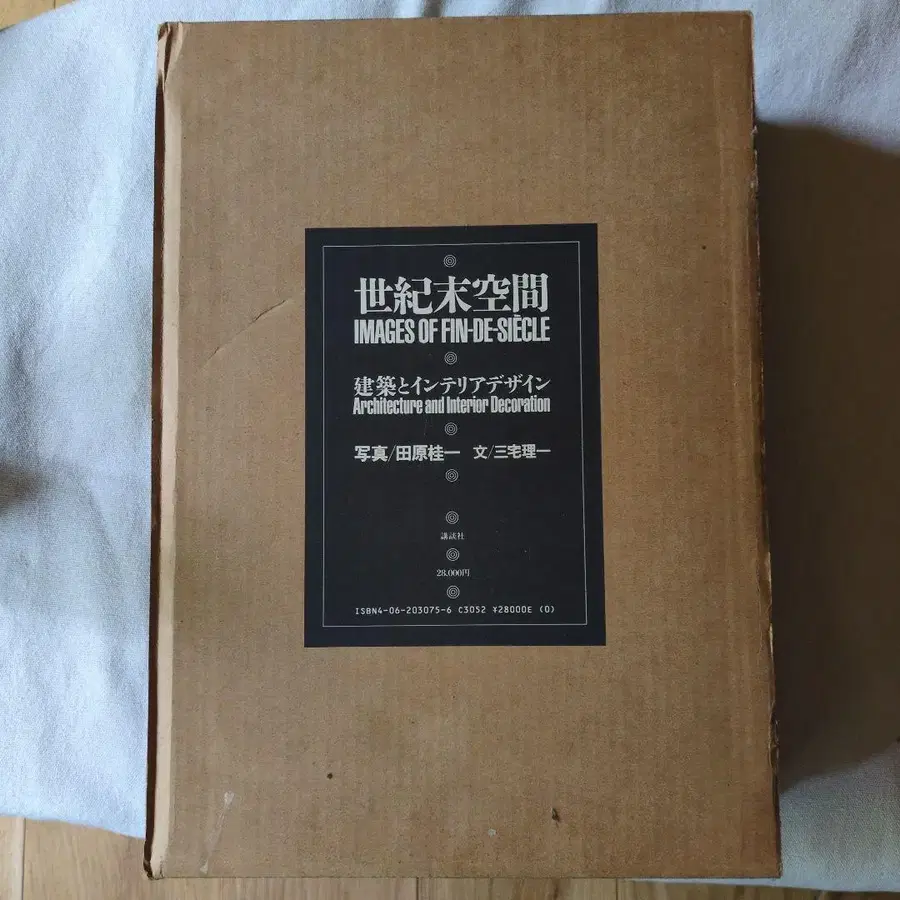 世紀末空間
IMAGES OF FIN-DE-SIÈCLE
建築とインテリアデザイン
Architecture and Interior Decoration
写真/田原桂一 文/三宅理一
講談社
28,000円
ISBN4-06-203075-6 C3052 ¥28000E (0)